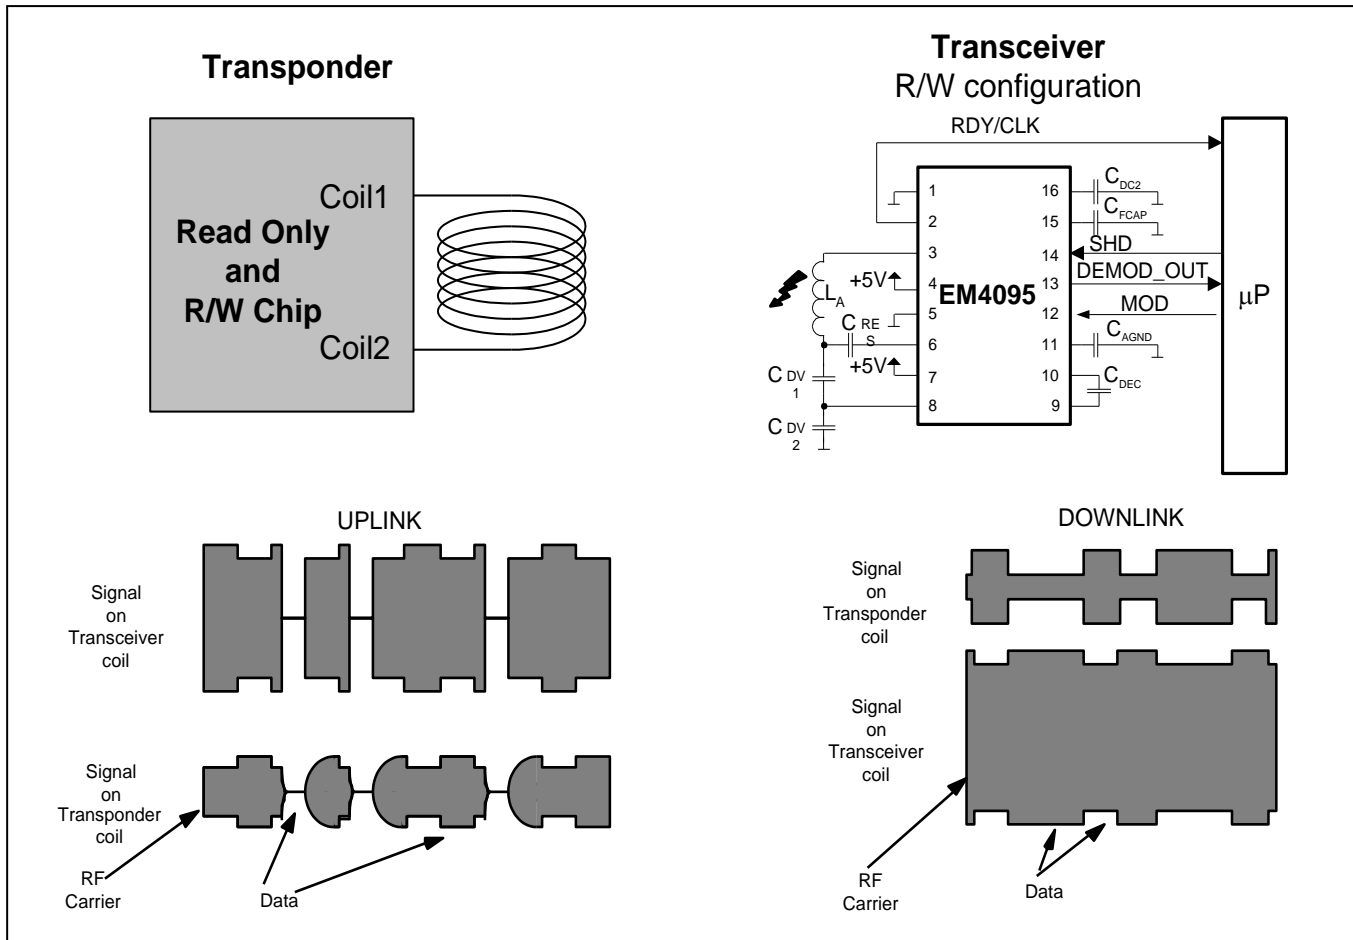 Transponder
Coil1
Read Only
and
R/W Chip
Coil2
Transceiver
R/W configuration
RDY/CLK
1
2
3
4
5
6
7
8
16
15
14
13
12
11
10
9
EM4095
+5V
+5V
LA
C RE
S
C DV
1
C DV
2
CDC2
CFCAP
SHD
DEMOD_OUT
MOD
CAGND
CDEC
µP
UPLINK
Signal
on
Transceiver
coil
Signal
on
Transponder
coil
RF
Carrier
Data
DOWNLINK
Signal
on
Transponder
coil
Signal
on
Transceiver
coil
RF
Carrier
Data